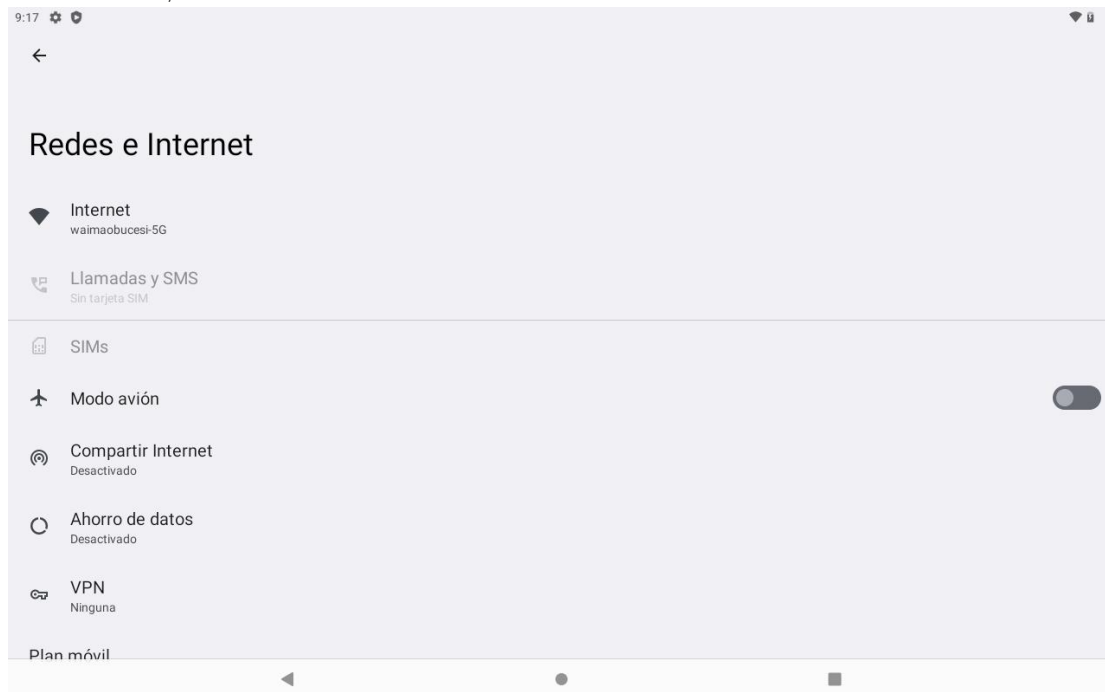 9:17
Redes e Internet
Internet
waimaobucesi-5G
Llamadas y SMS
Sin tarjeta SIM
SIMs
Modo avión
Compartir Internet
Desactivado
Ahorro de datos
Desactivado
VPN
Ninguna
Plan móvil